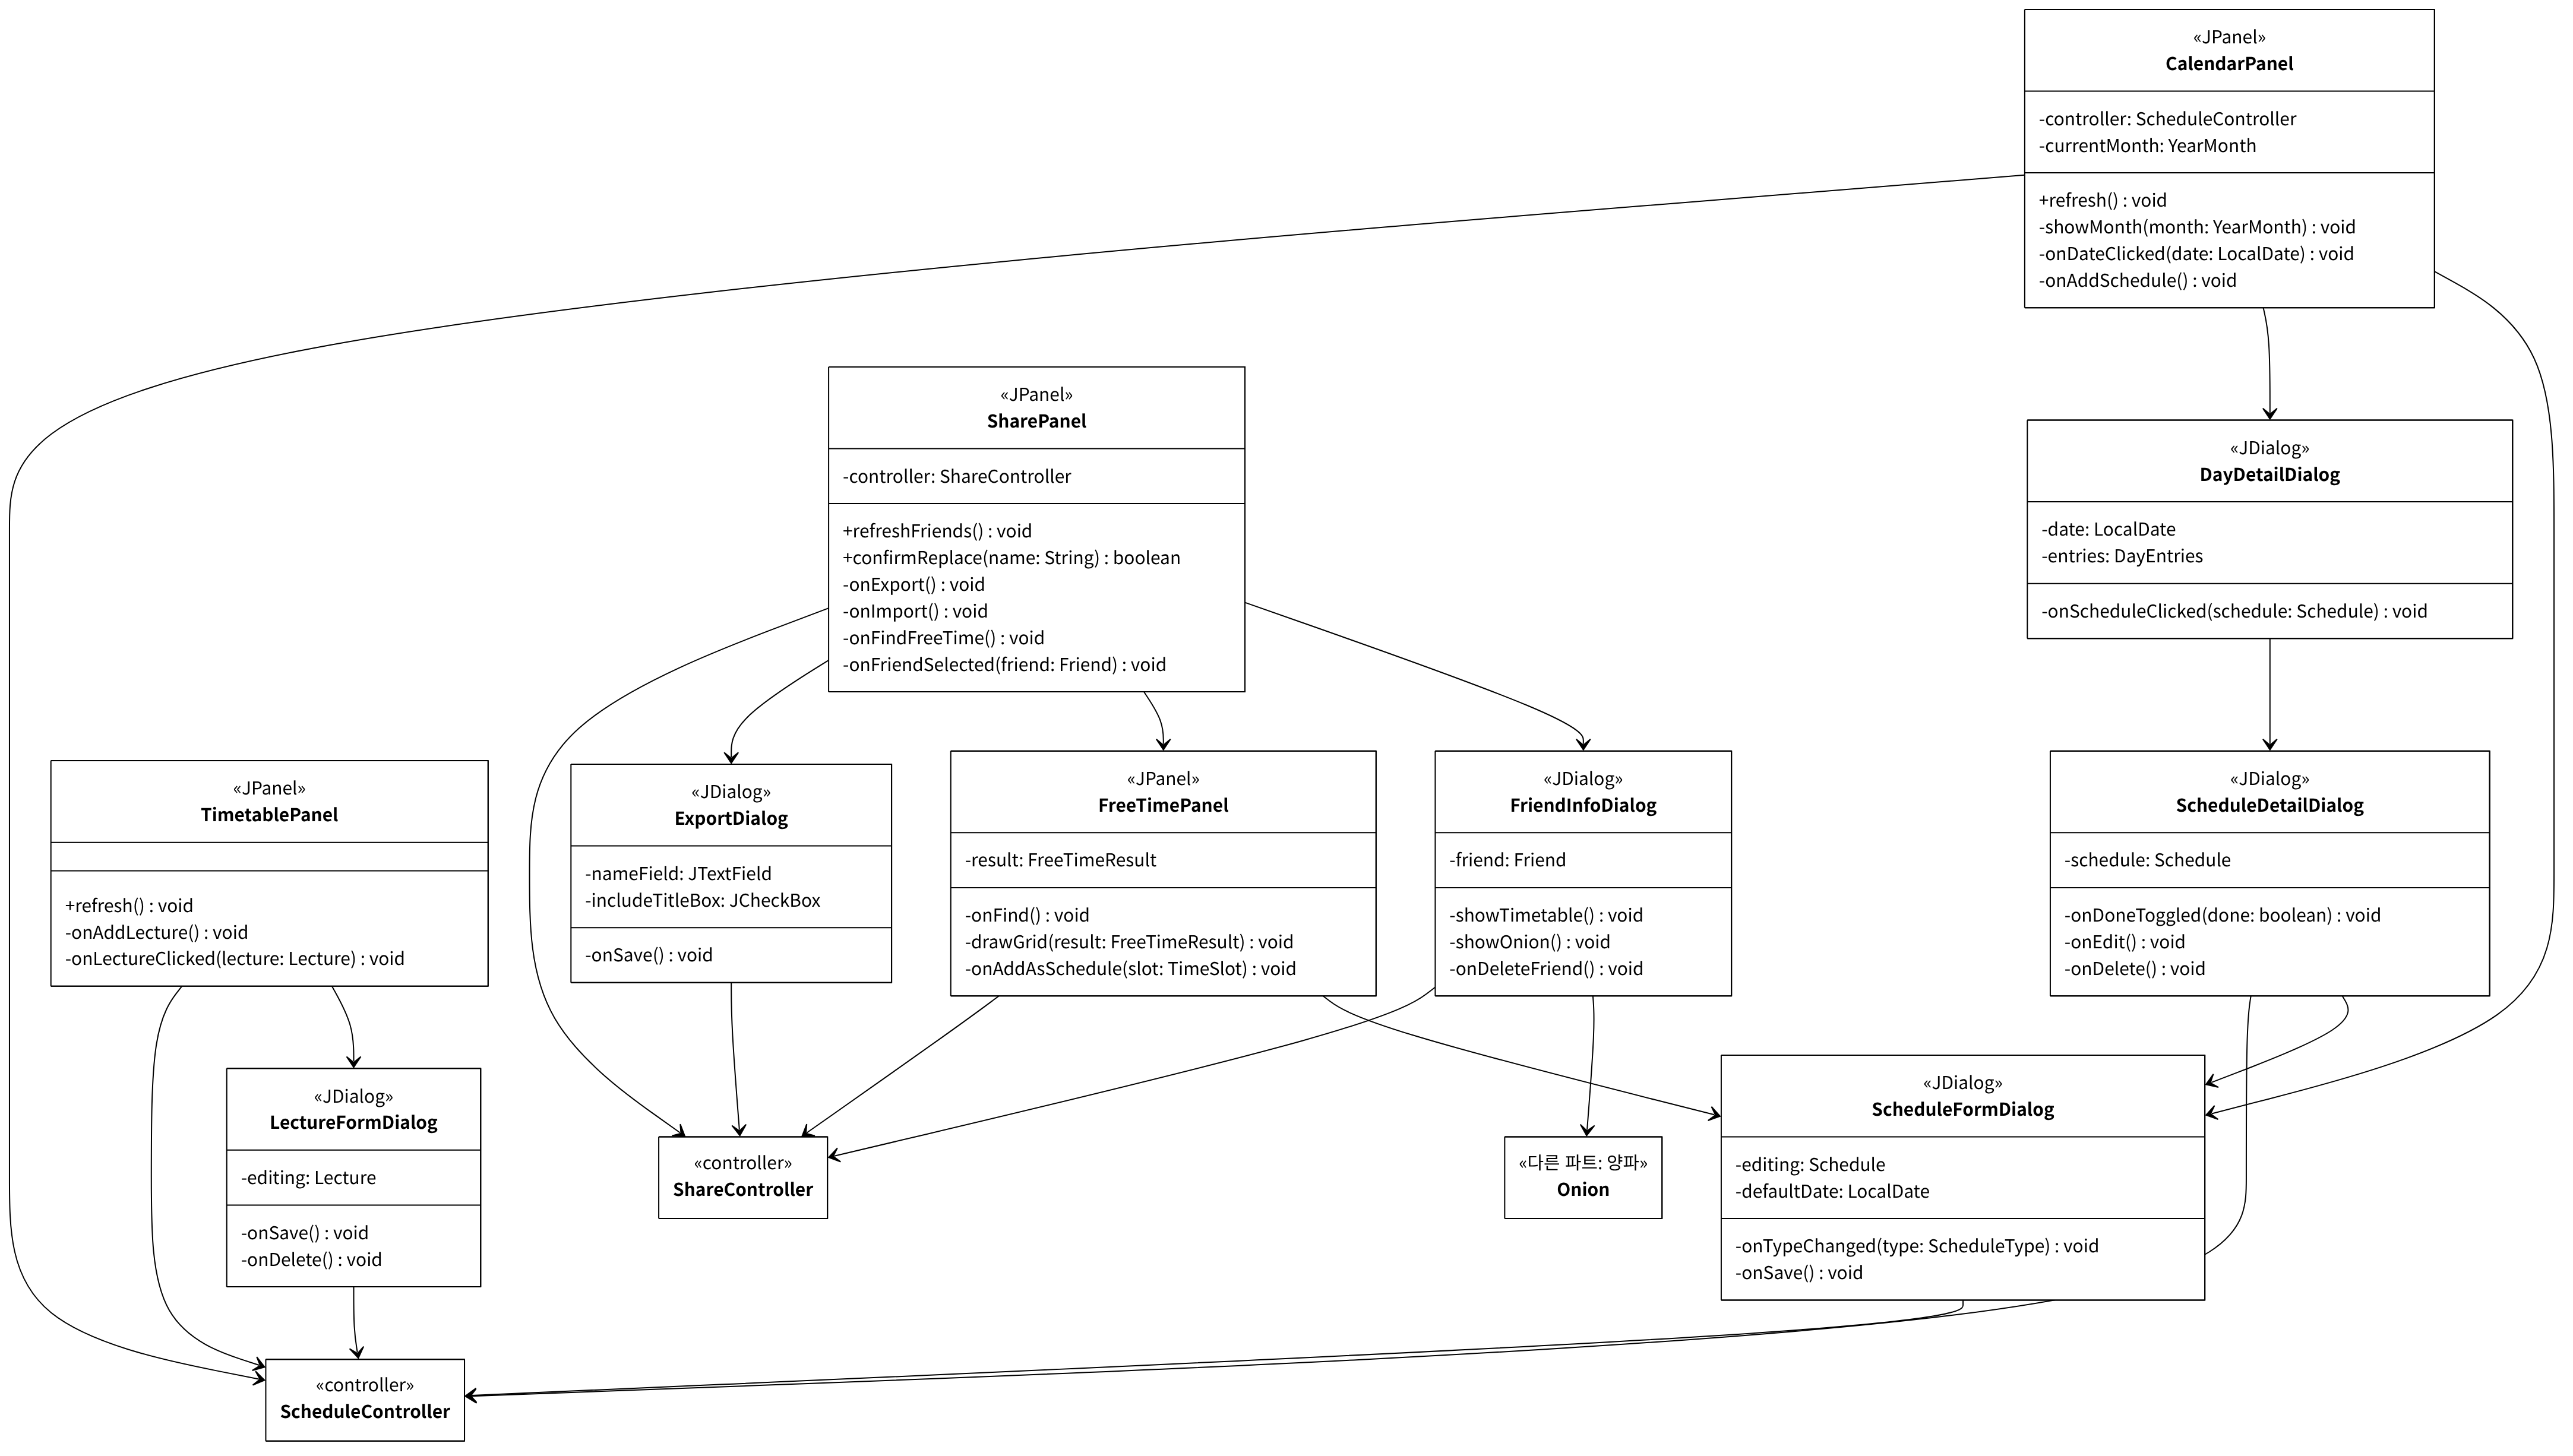 «JPanel»
CalendarPanel
-controller: ScheduleController
-currentMonth: YearMonth
+refresh() : void
-showMonth(month: YearMonth) : void
-onDateClicked(date: LocalDate) : void
-onAddSchedule() : void
«JPanel»
SharePanel
-controller: ShareController
+refreshFriends() : void
+confirmReplace(name: String) : boolean
-onExport() : void
-onImport() : void
-onFindFreeTime() : void
-onFriendSelected(friend: Friend) : void
«JDialog»
DayDetailDialog
-date: LocalDate
-entries: DayEntries
-onScheduleClicked(schedule: Schedule) : void
«JPanel»
TimetablePanel
+refresh() : void
-onAddLecture() : void
-onLectureClicked(lecture: Lecture) : void
«JDialog»
ExportDialog
-nameField: JTextField
-includeTitleBox: JCheckBox
-onSave() : void
«JPanel»
FreeTimePanel
-result: FreeTimeResult
-onFind() : void
-drawGrid(result: FreeTimeResult) : void
-onAddAsSchedule(slot: TimeSlot) : void
«JDialog»
FriendInfoDialog
-friend: Friend
-showTimetable() : void
-showOnion() : void
-onDeleteFriend() : void
«JDialog»
ScheduleDetailDialog
-schedule: Schedule
-onDoneToggled(done: boolean) : void
-onEdit() : void
-onDelete() : void
«JDialog»
LectureFormDialog
-editing: Lecture
-onSave() : void
-onDelete() : void
«controller»
ShareController
«다른 파트: 양파»
Onion
«JDialog»
ScheduleFormDialog
-editing: Schedule
-defaultDate: LocalDate
-onTypeChanged(type: ScheduleType) : void
-onSave() : void
«controller»
ScheduleController